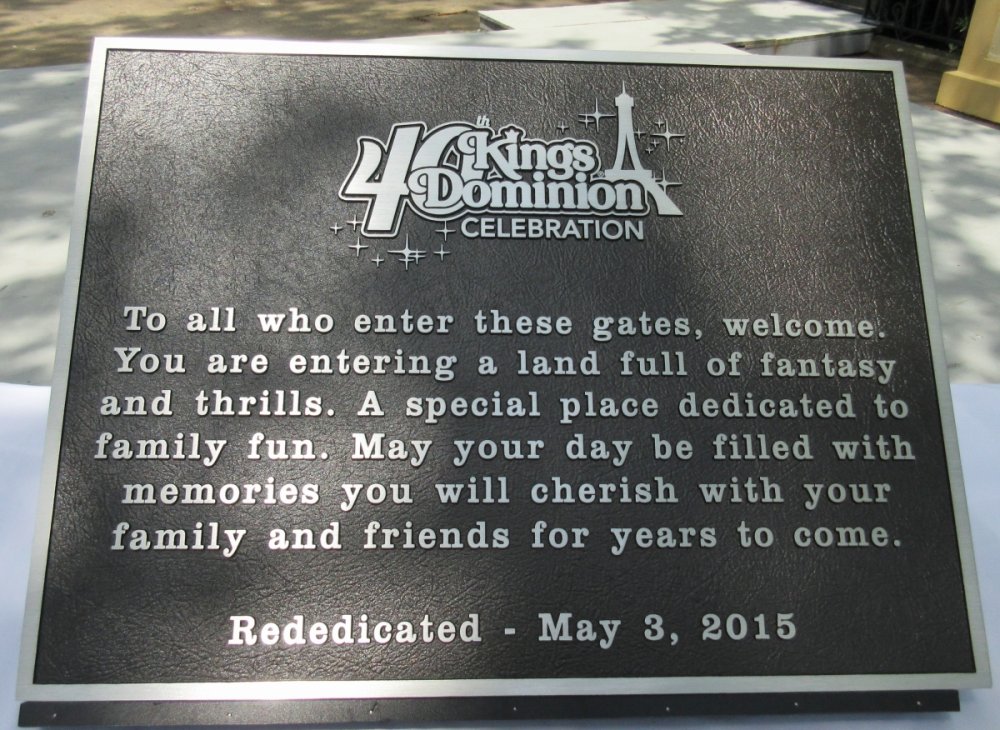 40th Kings
Dominion
CELEBRATION
To all who enter these gates, welcome.
You are entering a land full of fantasy
and thrills. A special place dedicated to
family fun. May your day be filled with
memories you will cherish with your
family and friends for years to come.
Rededicated - May 3, 2015